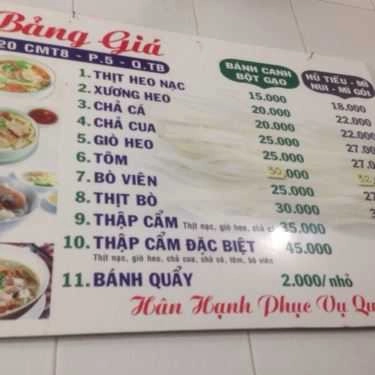 Bảng Giá
20 CMT8 - P.5 - Q.TB
BÁNH CANH BỘT GẠO
HỦ TIẾU - MÌ
NUI - MÌ GÓI
1. THỊT HEO NẠC 15.000 18.000
2. XƯƠNG HEO 20.000 22.000
3. CHẢ CÁ 20.000 22.000
4. CHẢ CUA 25.000
5. GIÒ HEO 25.000
6. TÔM 30.000
7. BÒ VIÊN 25.000
8. THỊT BÒ 30.000
9. THẬP CẨM Thịt nạc, giò heo, chả 35.000
10. THẬP CẨM ĐẶC BIỆT 45.000
Thịt nạc, giò heo, chả cua, chả cá, tôm, bò viên
11. BÁNH QUẨY 2.000/ nhỏ
Hân Hạnh Phục Vụ